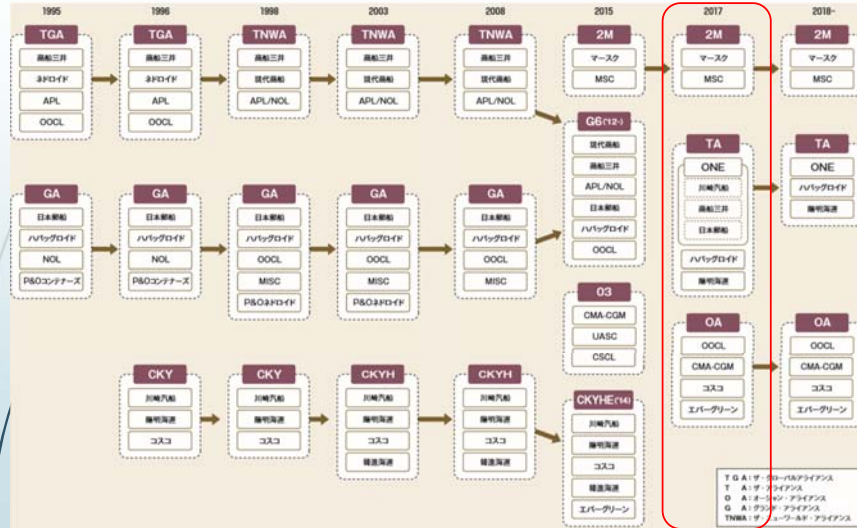 1995
1996
1998
2003
2008
2015
2017
2018-
TGA
商船三井
ネドロイド
APL
OOCL
TGA
商船三井
ネドロイド
APL
OOCL
TNWA
商船三井
現代商船
APL/NOL
TNWA
商船三井
現代商船
APL/NOL
TNWA
商船三井
現代商船
APL/NOL
2M
マースク
MSC
2M
マースク
MSC
2M
マースク
MSC
G6('12-)
現代商船
商船三井
APL/NOL
日本郵船
ハパッグロイド
OOCL
TA
ONE
川崎汽船
商船三井
日本郵船
ハパッグロイド
陽明海運
TA
ONE
ハパッグロイド
陽明海運
GA
日本郵船
ハパッグロイド
NOL
P&Oコンテナーズ
GA
日本郵船
ハパッグロイド
NOL
P&Oコンテナーズ
GA
日本郵船
ハパッグロイド
OOCL
MISC
P&Oネドロイド
GA
日本郵船
ハパッグロイド
OOCL
MISC
P&Oネドロイド
GA
日本郵船
ハパッグロイド
OOCL
MISC
O3
CMA-CGM
UASC
CSCL
OA
OOCL
CMA-CGM
コスコ
エバーグリーン
OA
OOCL
CMA-CGM
コスコ
エバーグリーン
CKY
川崎汽船
陽明海運
コスコ
CKY
川崎汽船
陽明海運
コスコ
CKYH
川崎汽船
陽明海運
コスコ
韓進海運
CKYH
川崎汽船
陽明海運
コスコ
韓進海運
CKYHE('14)
川崎汽船
陽明海運
コスコ
韓進海運
エバーグリーン
TGA：ザ・グローバルアライアンス
TA：ザ・アライアンス
OA：オーシャン・アライアンス
GA：グランド・アライアンス
TNWA：ザ・ニューワールド・アライアンス